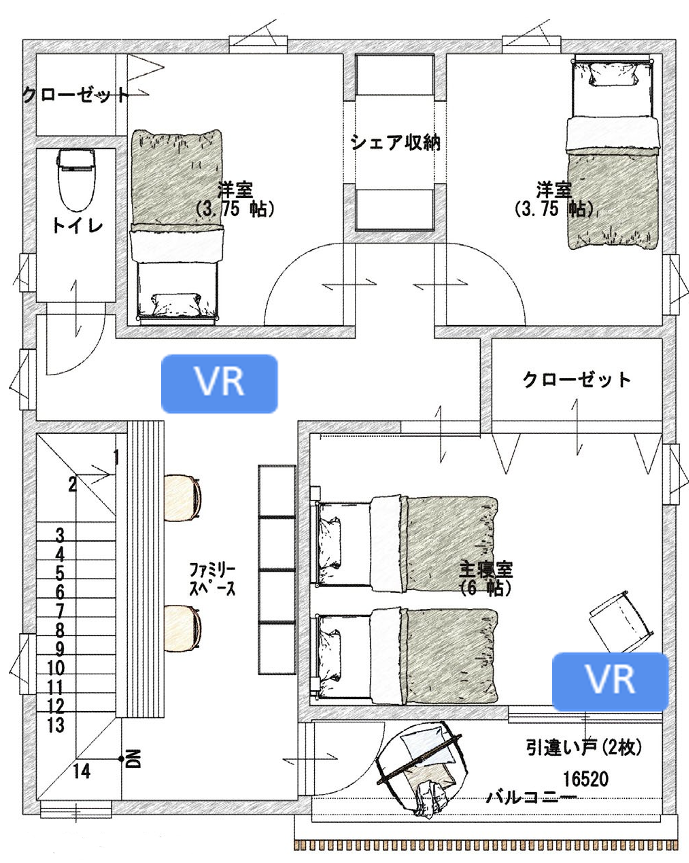 クローゼット
シェア収納
洋室
(3.75 帖)
洋室
(3.75 帖)
トイレ
VR
クローゼット
1
2
3
4
5
6
7
8
9
10
11
12
13
14
DN
ファミリー
スペース
主寝室
(6 帖)
VR
引違い戸(2枚)
16520
バルコニー